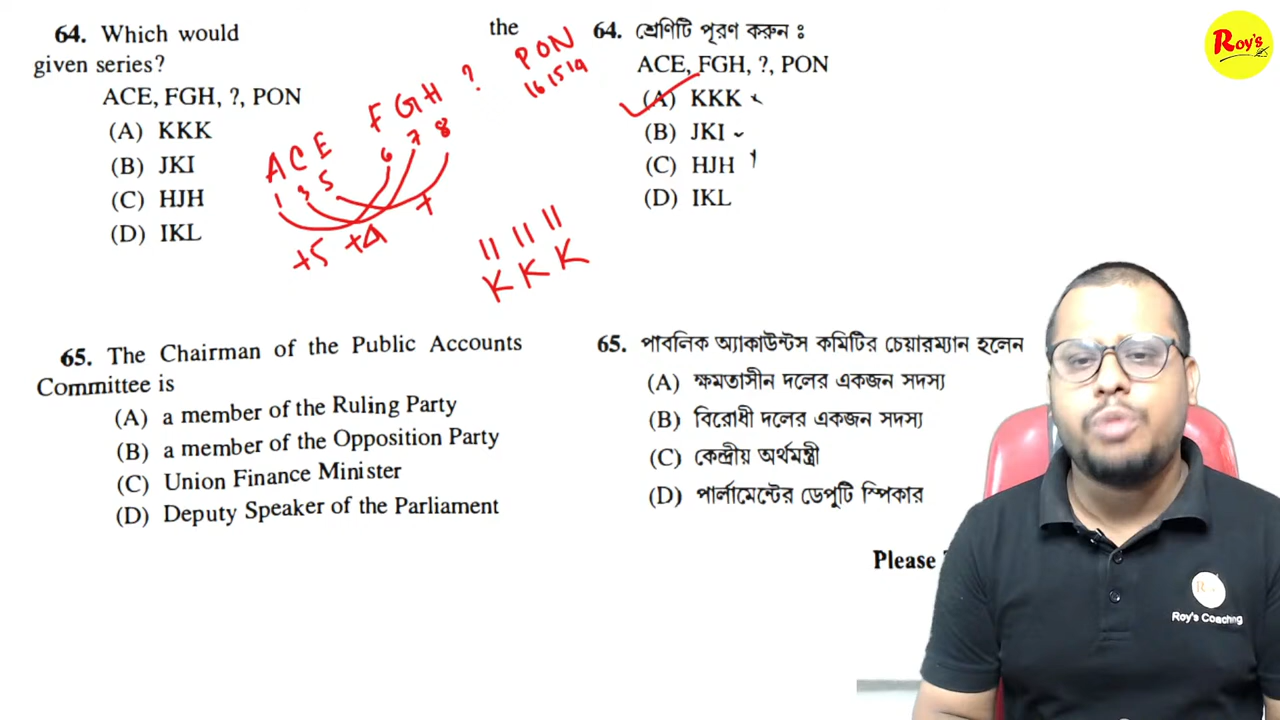 64. Which would the
given series?
ACE, FGH, ?, PON
(A) KKK
(B) JKI
(C) HJH
(D) IKL
A C E F G H ? P O N
1 3 5 6 7 8 16 15 14
+5 +4 +
11 11 11
K K K
64. শ্রেণিটি পূরণ করুন ঃ
ACE, FGH, ?, PON
(A) KKK
(B) JKI
(C) HJH
(D) IKL
65. The Chairman of the Public Accounts
Committee is
(A) a member of the Ruling Party
(B) a member of the Opposition Party
(C) Union Finance Minister
(D) Deputy Speaker of the Parliament
65. পাবলিক অ্যাকাউন্টস কমিটির চেয়ারম্যান হলেন
(A) ক্ষমতাসীন দলের একজন সদস্য
(B) বিরোধী দলের একজন সদস্য
(C) কেন্দ্রীয় অর্থমন্ত্রী
(D) পার্লামেন্টের ডেপুটি স্পিকার
Please
Roy's
Roy's Coaching